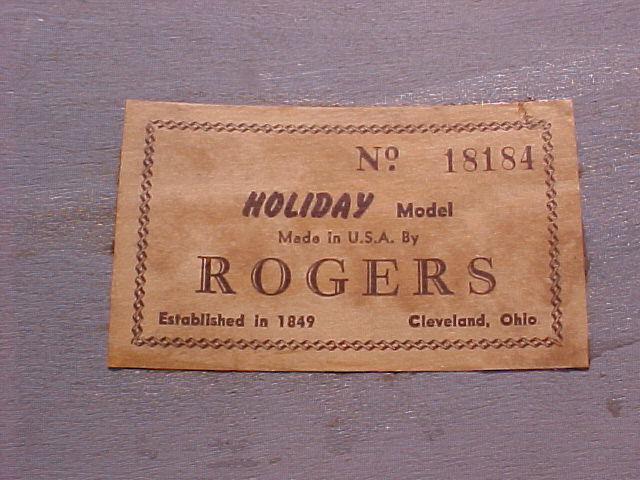 Nº 18184
HOLIDAY Model
Made in U.S.A. By
ROGERS
Established in 1849 Cleveland, Ohio